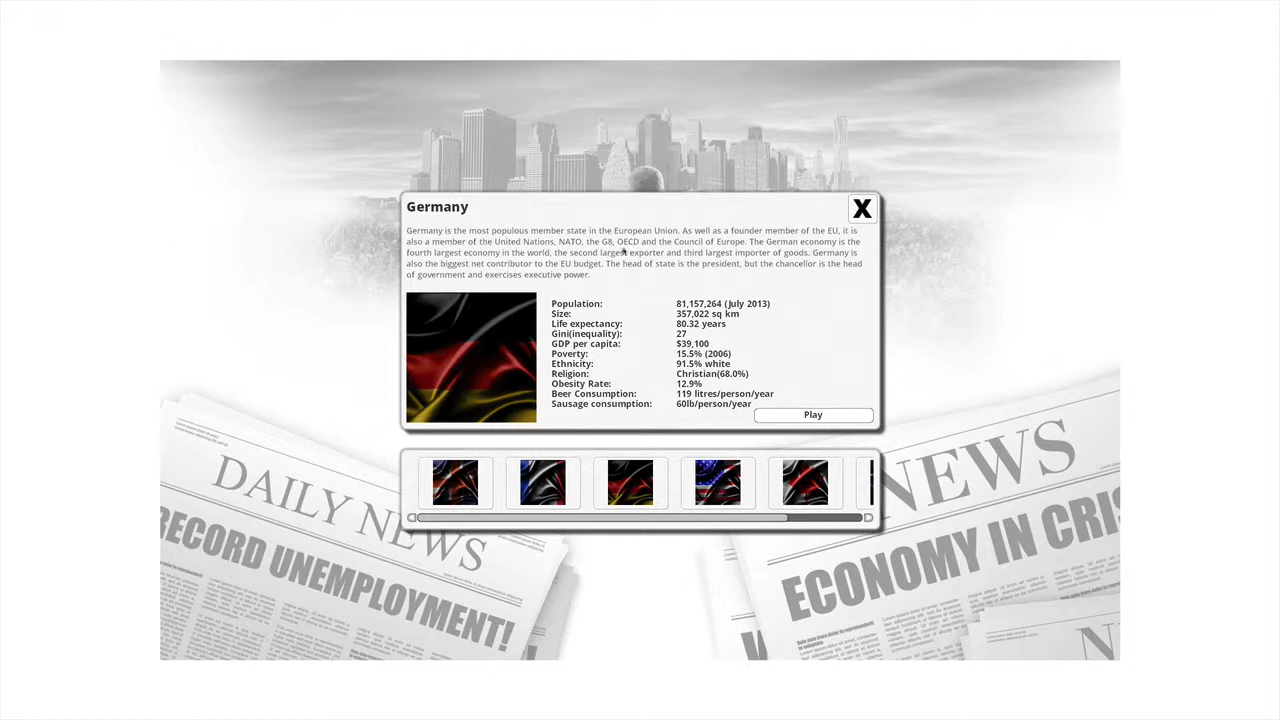 Germany
X
Germany is the most populous member state in the European Union. As well as a founder member of the EU, it is
also a member of the United Nations, NATO, the G8, OECD and the Council of Europe. The German economy is the
fourth largest economy in the world, the second largest exporter and third largest importer of goods. Germany is
also the biggest net contributor to the EU budget. The head of state is the president, but the chancellor is the head
of government and exercises executive power.
Population: 81,157,264 (July 2013)
Size: 357,022 sq km
Life expectancy: 80.32 years
Gini(inequality): 27
GDP per capita: $39,100
Poverty: 15.5% (2006)
Ethnicity: 91.5% white
Religion: Christian(68.0%)
Obesity Rate: 12.9%
Beer Consumption: 119 litres/person/year
Sausage consumption: 60lb/person/year
Play
DAILY NEWS
RECORD UNEMPLOYMENT!
NEWS
ECONOMY IN CRIS
N